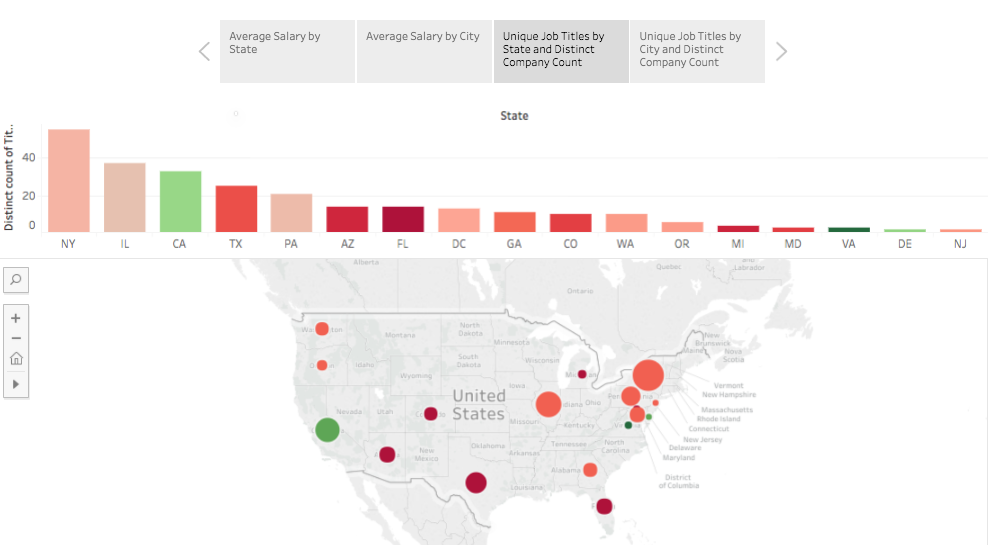 Average Salary by
State
Average Salary by City
Unique Job Titles by
State and Distinct
Company Count
Unique Job Titles by
City and Distinct
Company Count
State
Distinct count of Tit..
40
20
0
NY IL CA TX PA AZ FL DC GA CO WA OR MI MD VA DE NJ
Alberta
Quebec
and
Labrador
Ontario
North
Dakota
Montana
Minnesota
New
Brunswick
Maine
Nova
Scotia
South
Dakota
Wisconsin
Idaho
Wyoming
Iowa
Vermont
New Hampshire
United
States
Ohio
Nevada
Utah
Massachusetts
Rhode Island
Missouri
Kentucky
Connecticut
New Jersey
Oklahoma
Tennessee
North
Carolina
Delaware
New
Mexico
Arkansas
Maryland
Alabama
Louisiana
District
of Columbia